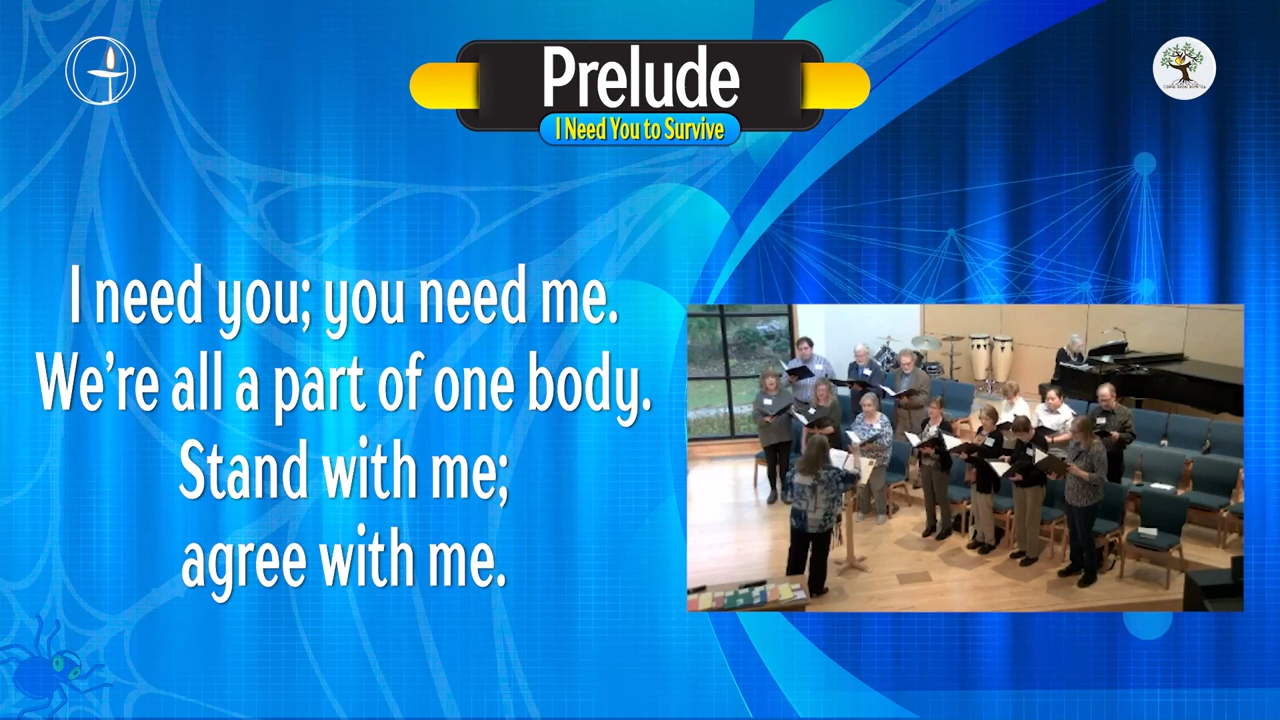 Prelude
I Need You to Survive
I need you; you need me.
We're all a part of one body.
Stand with me;
agree with me.